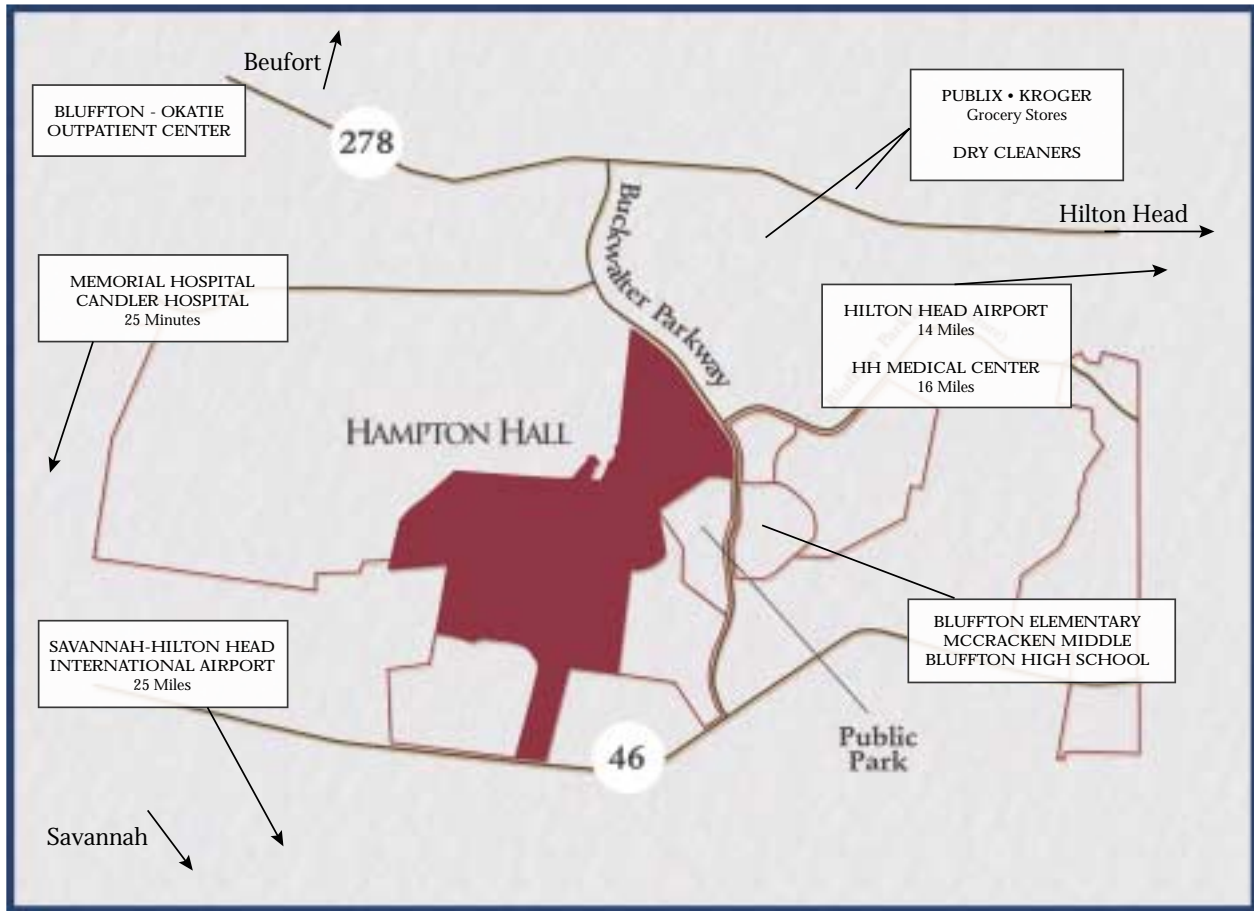 Beufort
BLUFFTON - OKATIE
OUTPATIENT CENTER
278
PUBLIX • KROGER
Grocery Stores
DRY CLEANERS
Hilton Head
Buckwalter Parkway
MEMORIAL HOSPITAL
CANDLER HOSPITAL
25 Minutes
HILTON HEAD AIRPORT
14 Miles
HH MEDICAL CENTER
16 Miles
HAMPTON HALL
BLUFFTON ELEMENTARY
MCCRACKEN MIDDLE
BLUFFTON HIGH SCHOOL
SAVANNAH-HILTON HEAD
INTERNATIONAL AIRPORT
25 Miles
46
Public
Park
Savannah